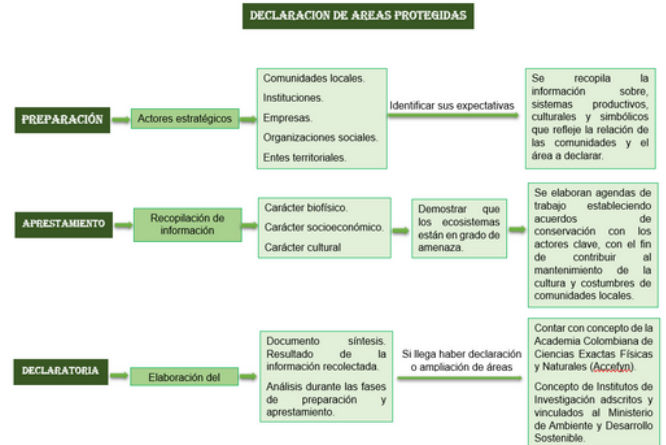 DECLARACION DE AREAS PROTEGIDAS
PREPARACIÓN
Actores estratégicos
Comunidades locales.
Instituciones.
Empresas.
Organizaciones sociales.
Entes territoriales.
Identificar sus expectativas
Se recopila la
información sobre,
sistemas productivos,
culturales y simbólicos
que refleje la relación de
las comunidades y el
área a declarar.
APRESTAMIENTO
Recopilación de
información
Carácter biofísico.
Carácter socioeconómico.
Carácter cultural
Demostrar que
los ecosistemas
están en grado de
amenaza.
Se elaboran agendas de
trabajo estableciendo
acuerdos de
conservación con los
actores clave, con el fin
de contribuir al
mantenimiento de la
cultura y costumbres de
comunidades locales.
DECLARATORIA
Elaboración del
Documento síntesis.
Resultado de la
información recolectada.
Análisis durante las fases
de preparación y
aprestamiento.
Si llega haber declaración
o ampliación de áreas
Contar con concepto de la
Academia Colombiana de
Ciencias Exactas Físicas
y Naturales (Accefyn).
Concepto de Institutos de
Investigación adscritos y
vinculados al Ministerio
de Ambiente y Desarrollo
Sostenible.